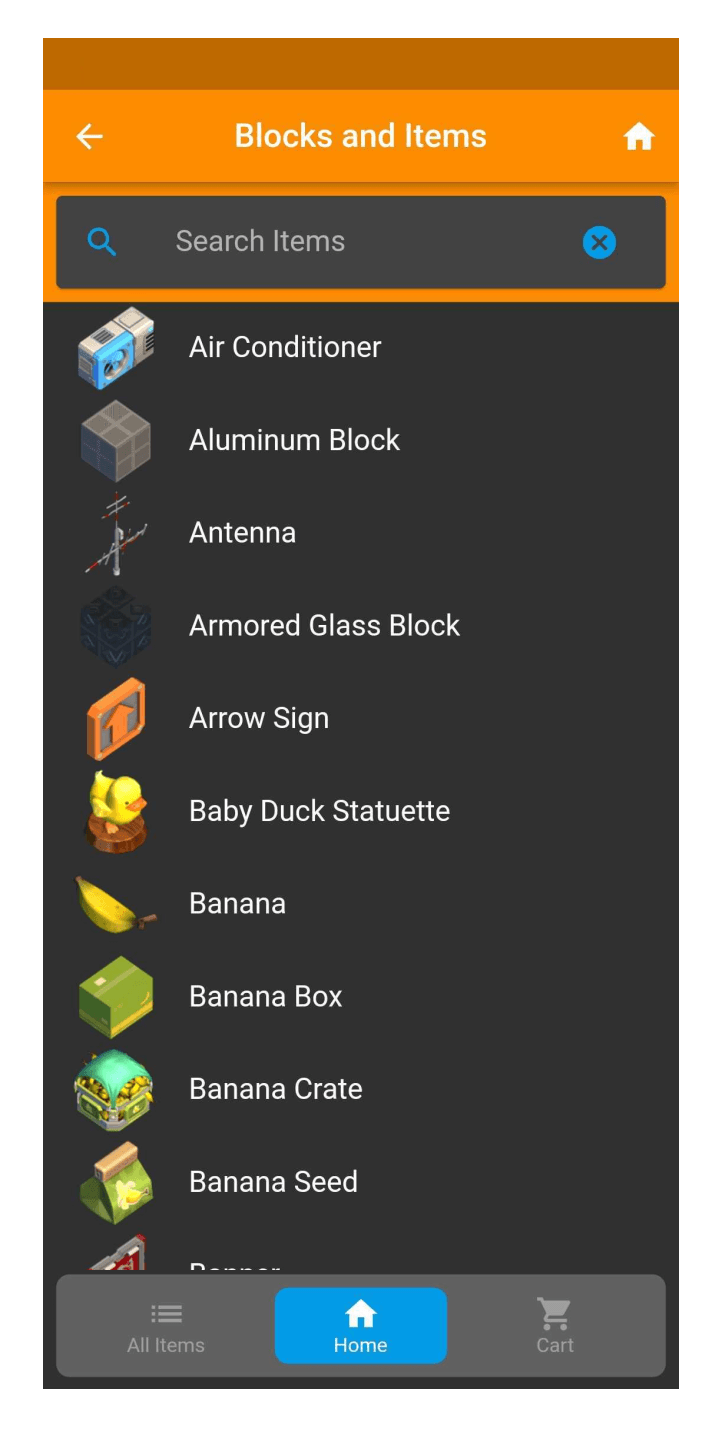 Blocks and Items
Search Items
Air Conditioner
Aluminum Block
Antenna
Armored Glass Block
Arrow Sign
Baby Duck Statuette
Banana
Banana Box
Banana Crate
Banana Seed
All Items
Home
Cart